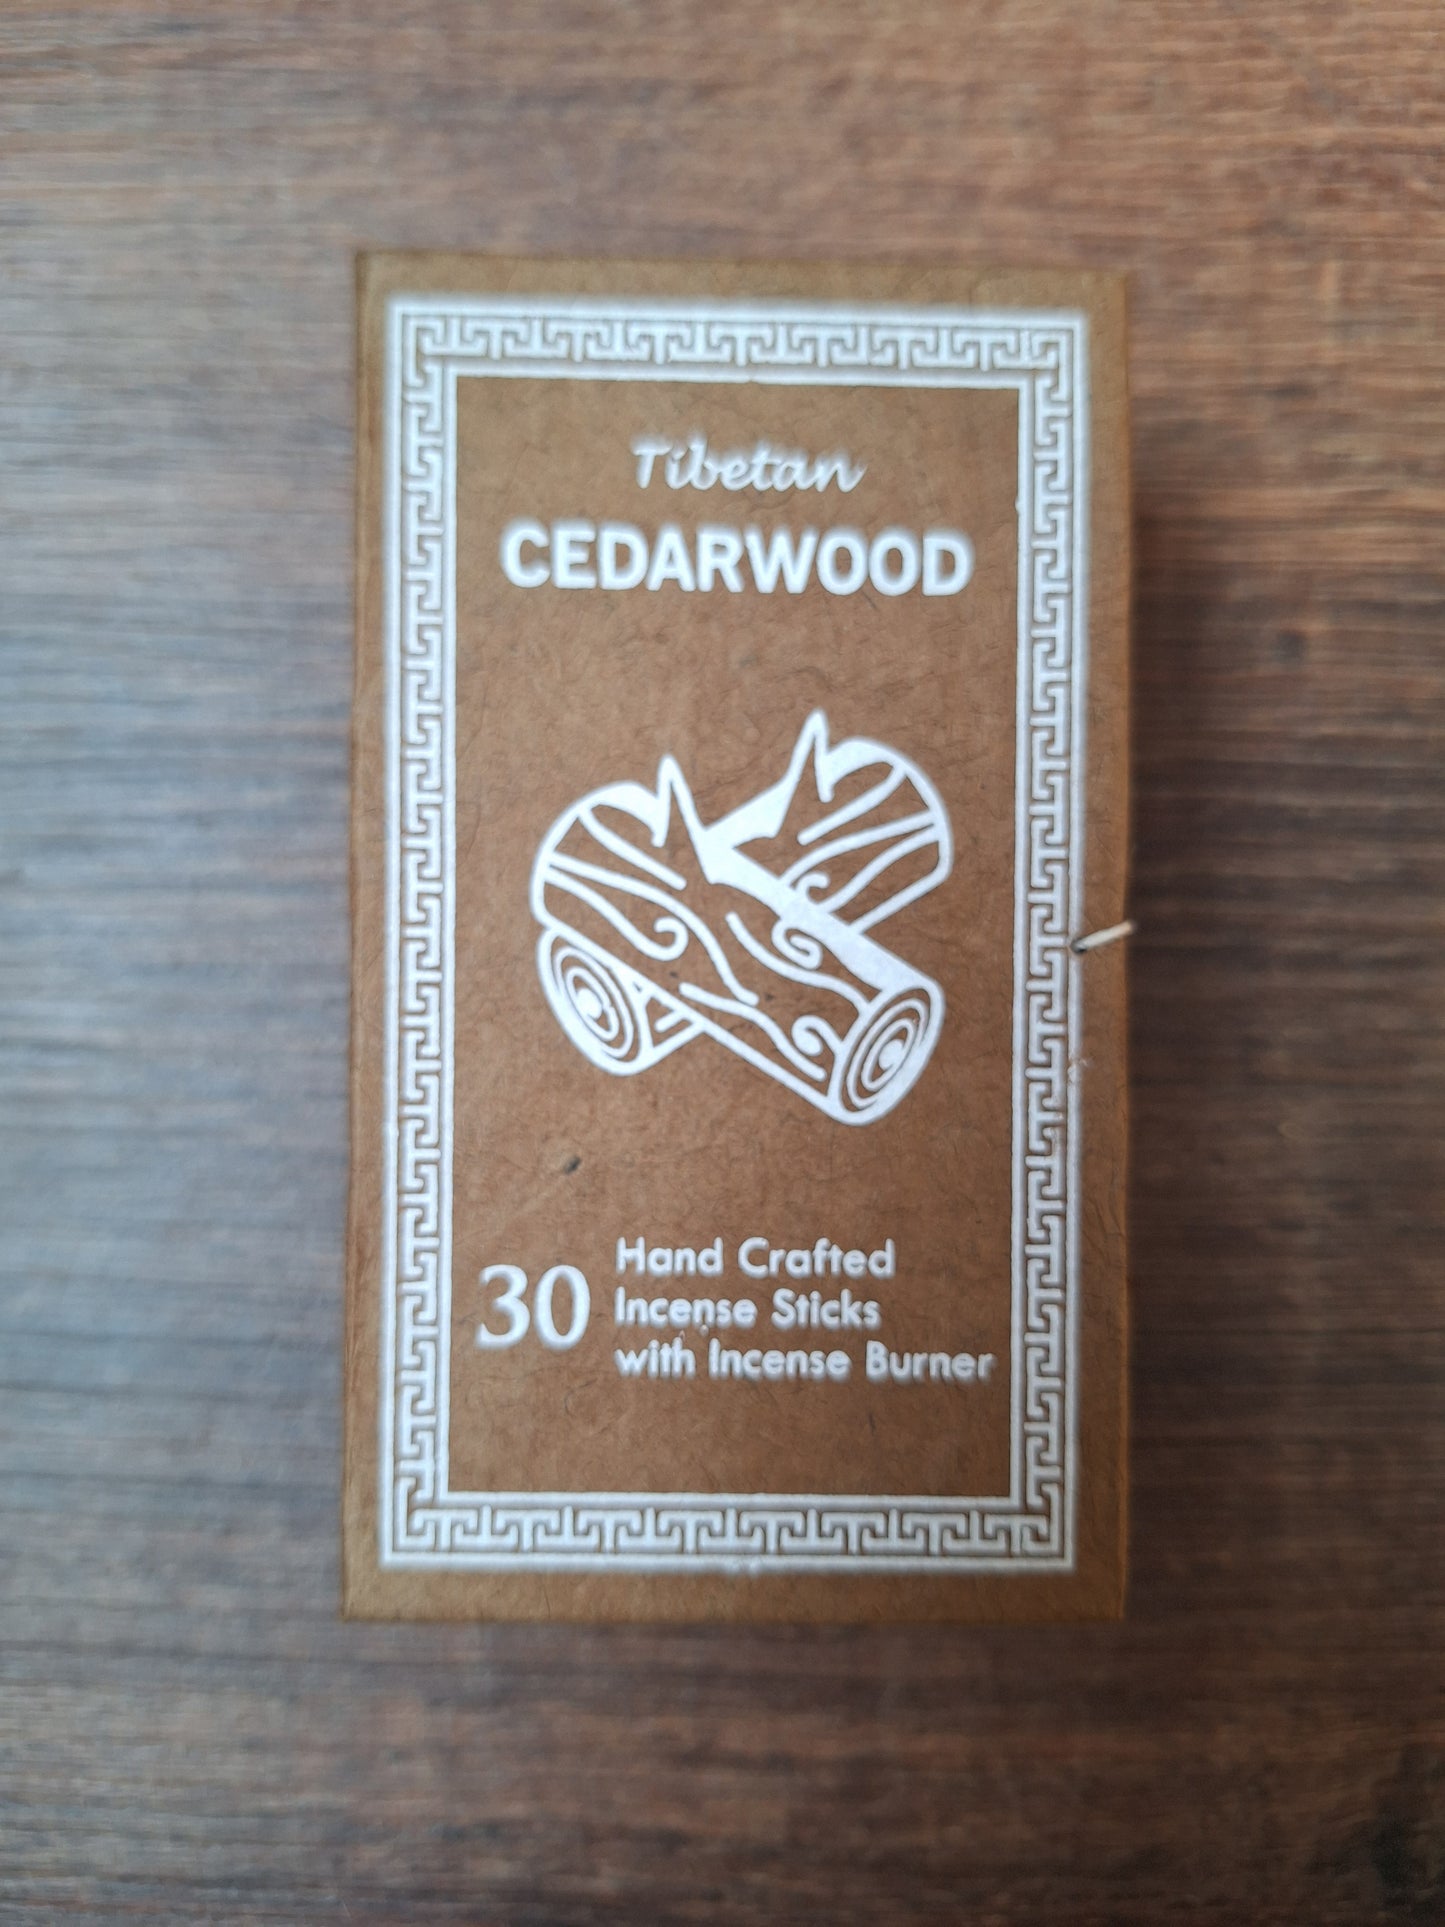 Tibetan
CEDARWOOD
30 Hand Crafted
Incense Sticks
with Incense Burner